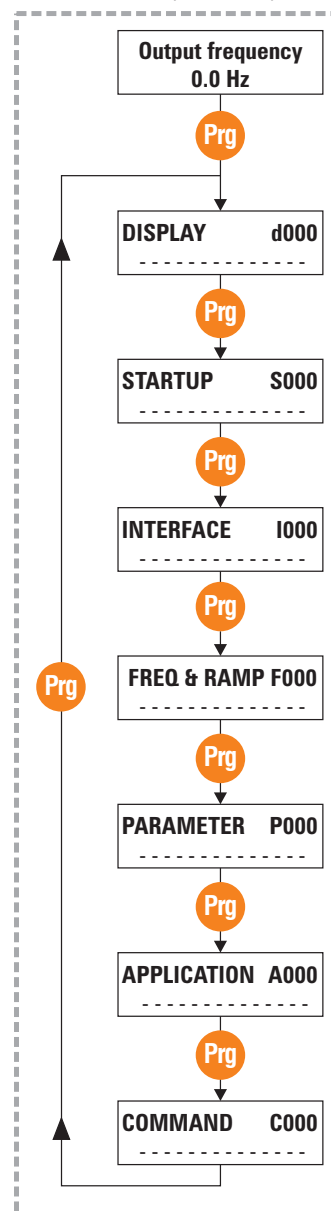 Output frequency
0.0 Hz
Prg
DISPLAY d000
- - - - - - - - - - - - - -
Prg
STARTUP S000
- - - - - - - - - - - - - -
Prg
INTERFACE I000
- - - - - - - - - - - - - -
Prg
FREQ & RAMP F000
- - - - - - - - - - - - - -
Prg
Prg
PARAMETER P000
- - - - - - - - - - - - - -
Prg
APPLICATION A000
- - - - - - - - - - - - - -
Prg
COMMAND C000
- - - - - - - - - - - - - -